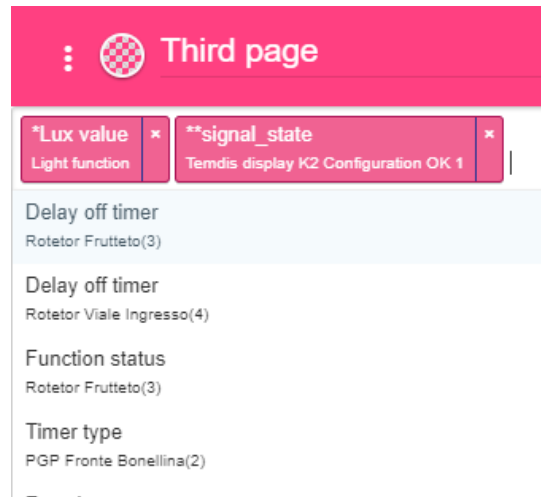 Third page
*Lux value ×
Light function
**signal_state ×
Temdis display K2 Configuration OK 1
Delay off timer
Rotetor Frutteto(3)
Delay off timer
Rotetor Viale Ingresso(4)
Function status
Rotetor Frutteto(3)
Timer type
PGP Fronte Bonellina(2)